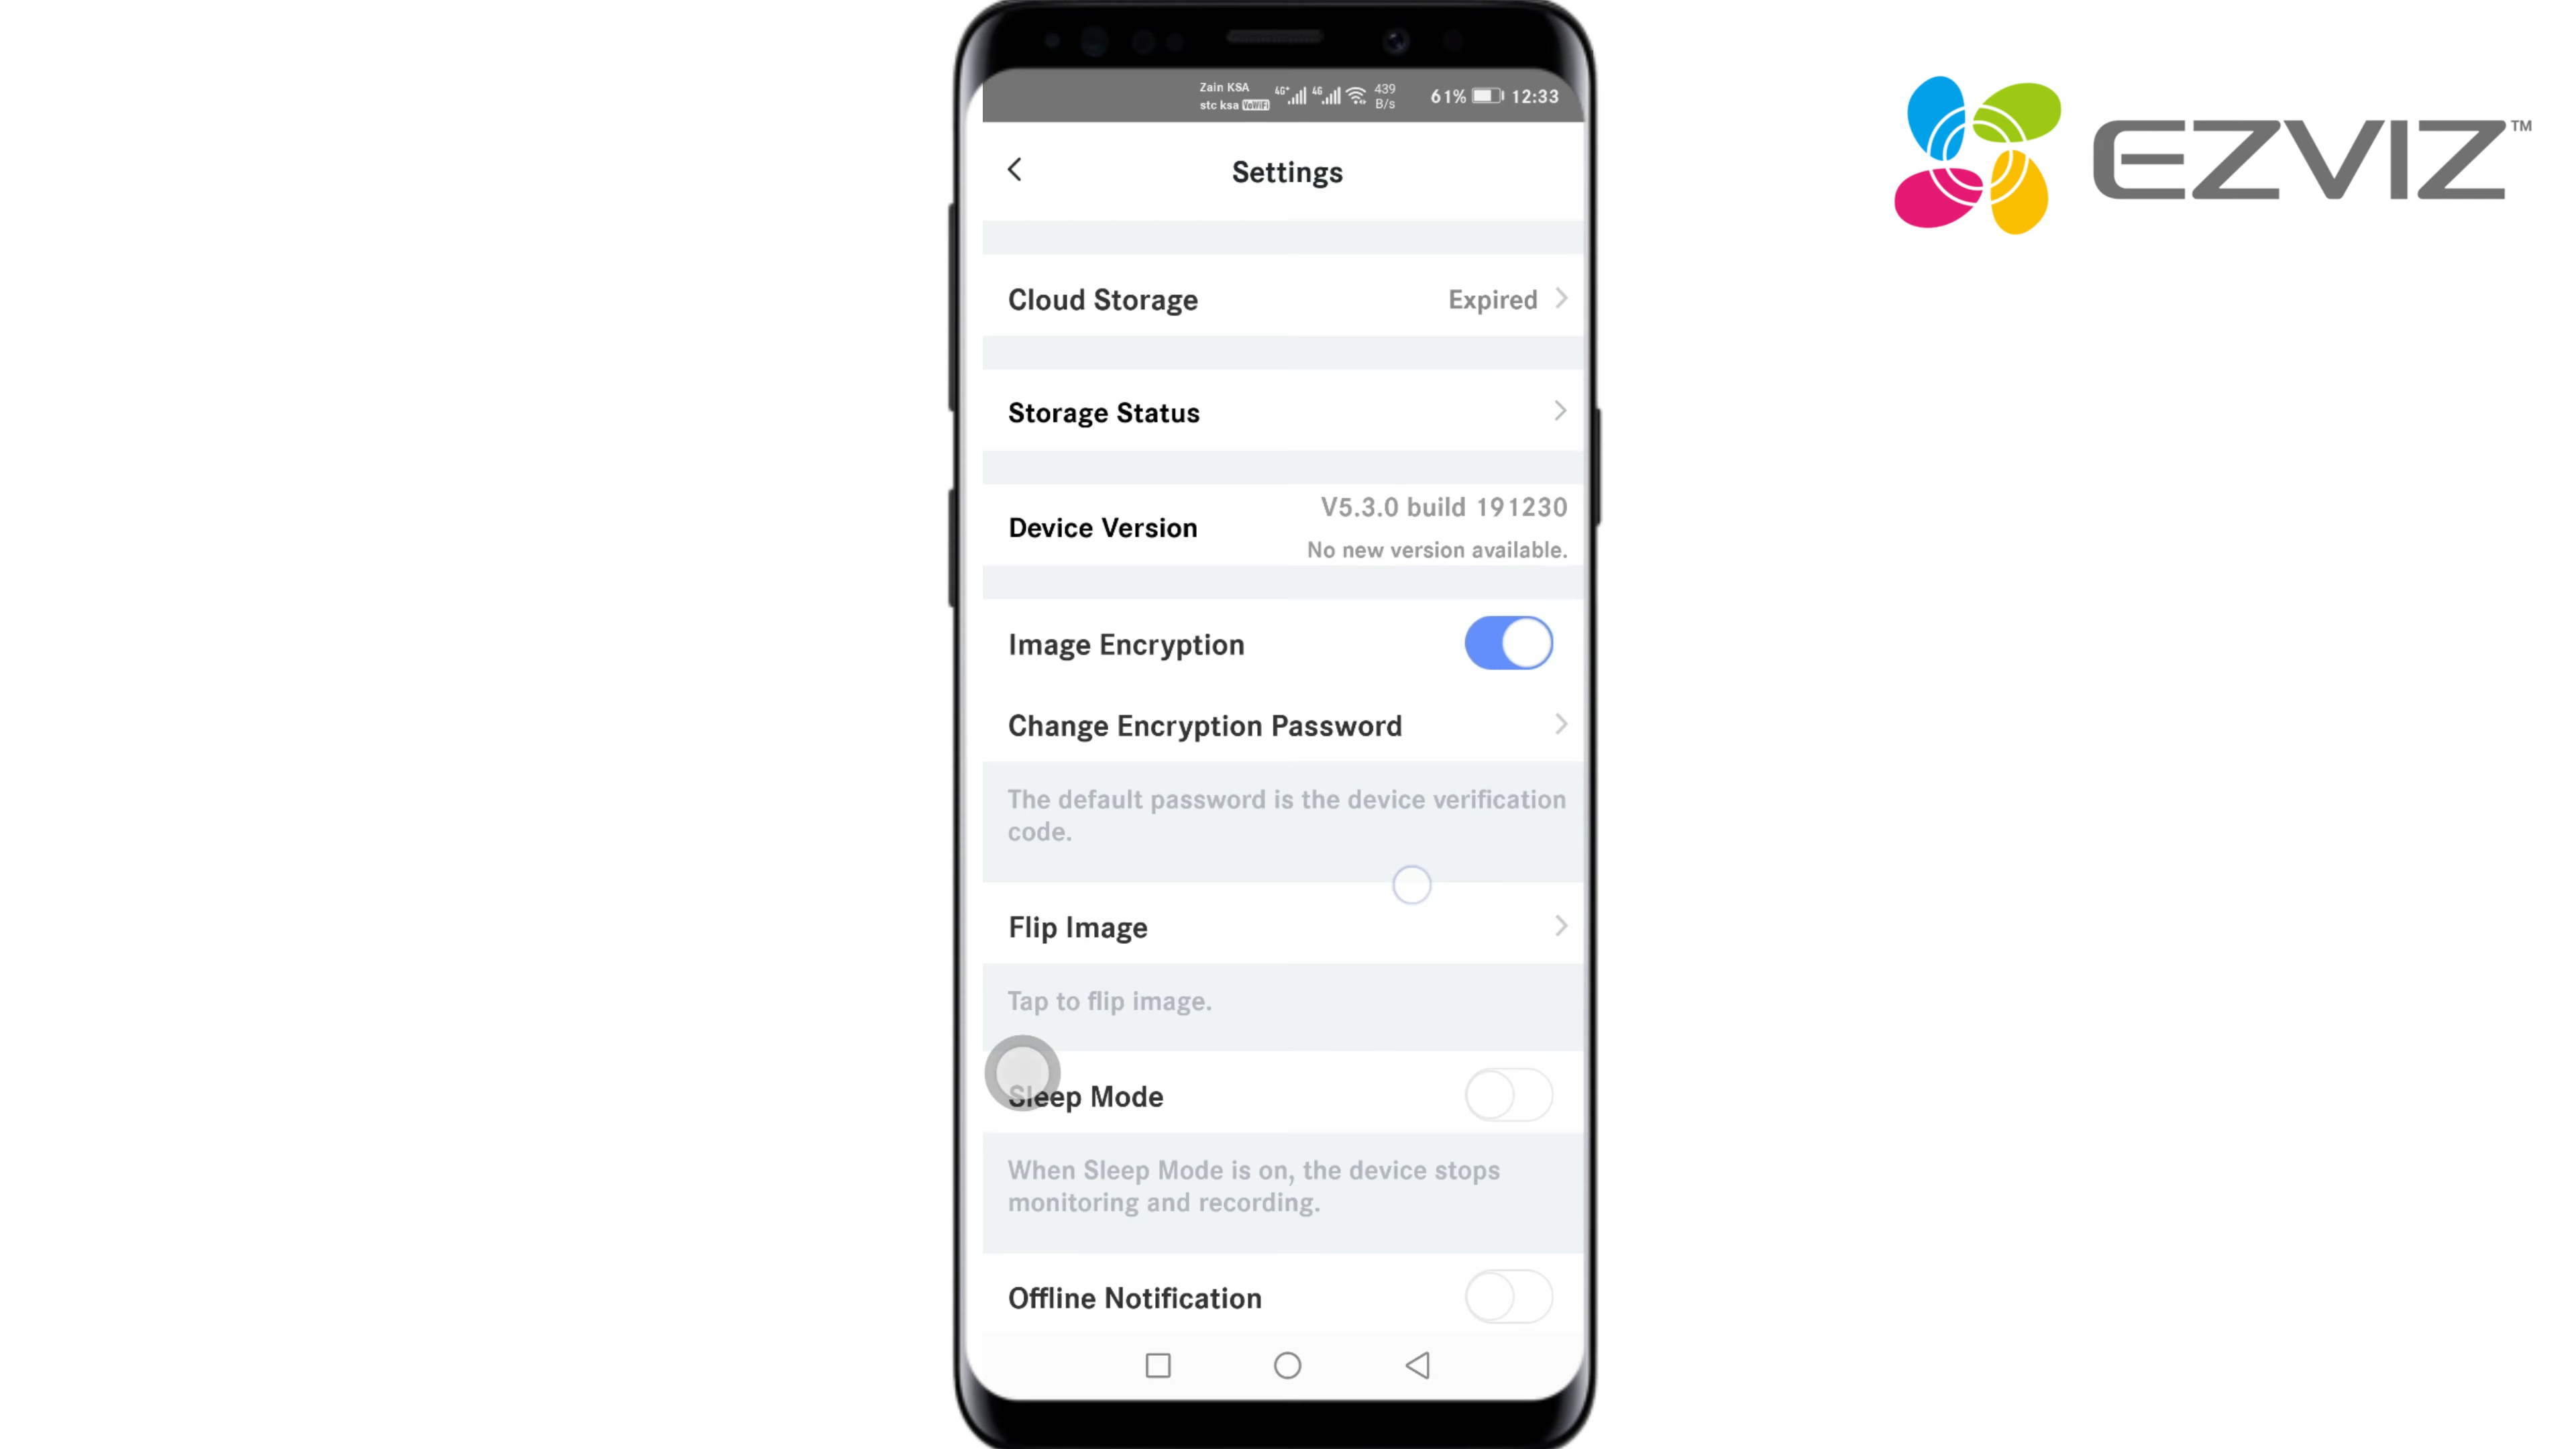 Zain KSA
stc ksa VoWiFi
4G+ 4G 439 B/s
61% 12:33
EZVIZ™
Settings
Cloud Storage Expired
Storage Status
Device Version V5.3.0 build 191230
No new version available.
Image Encryption
Change Encryption Password
The default password is the device verification
code.
Flip Image
Tap to flip image.
Sleep Mode
When Sleep Mode is on, the device stops
monitoring and recording.
Offline Notification